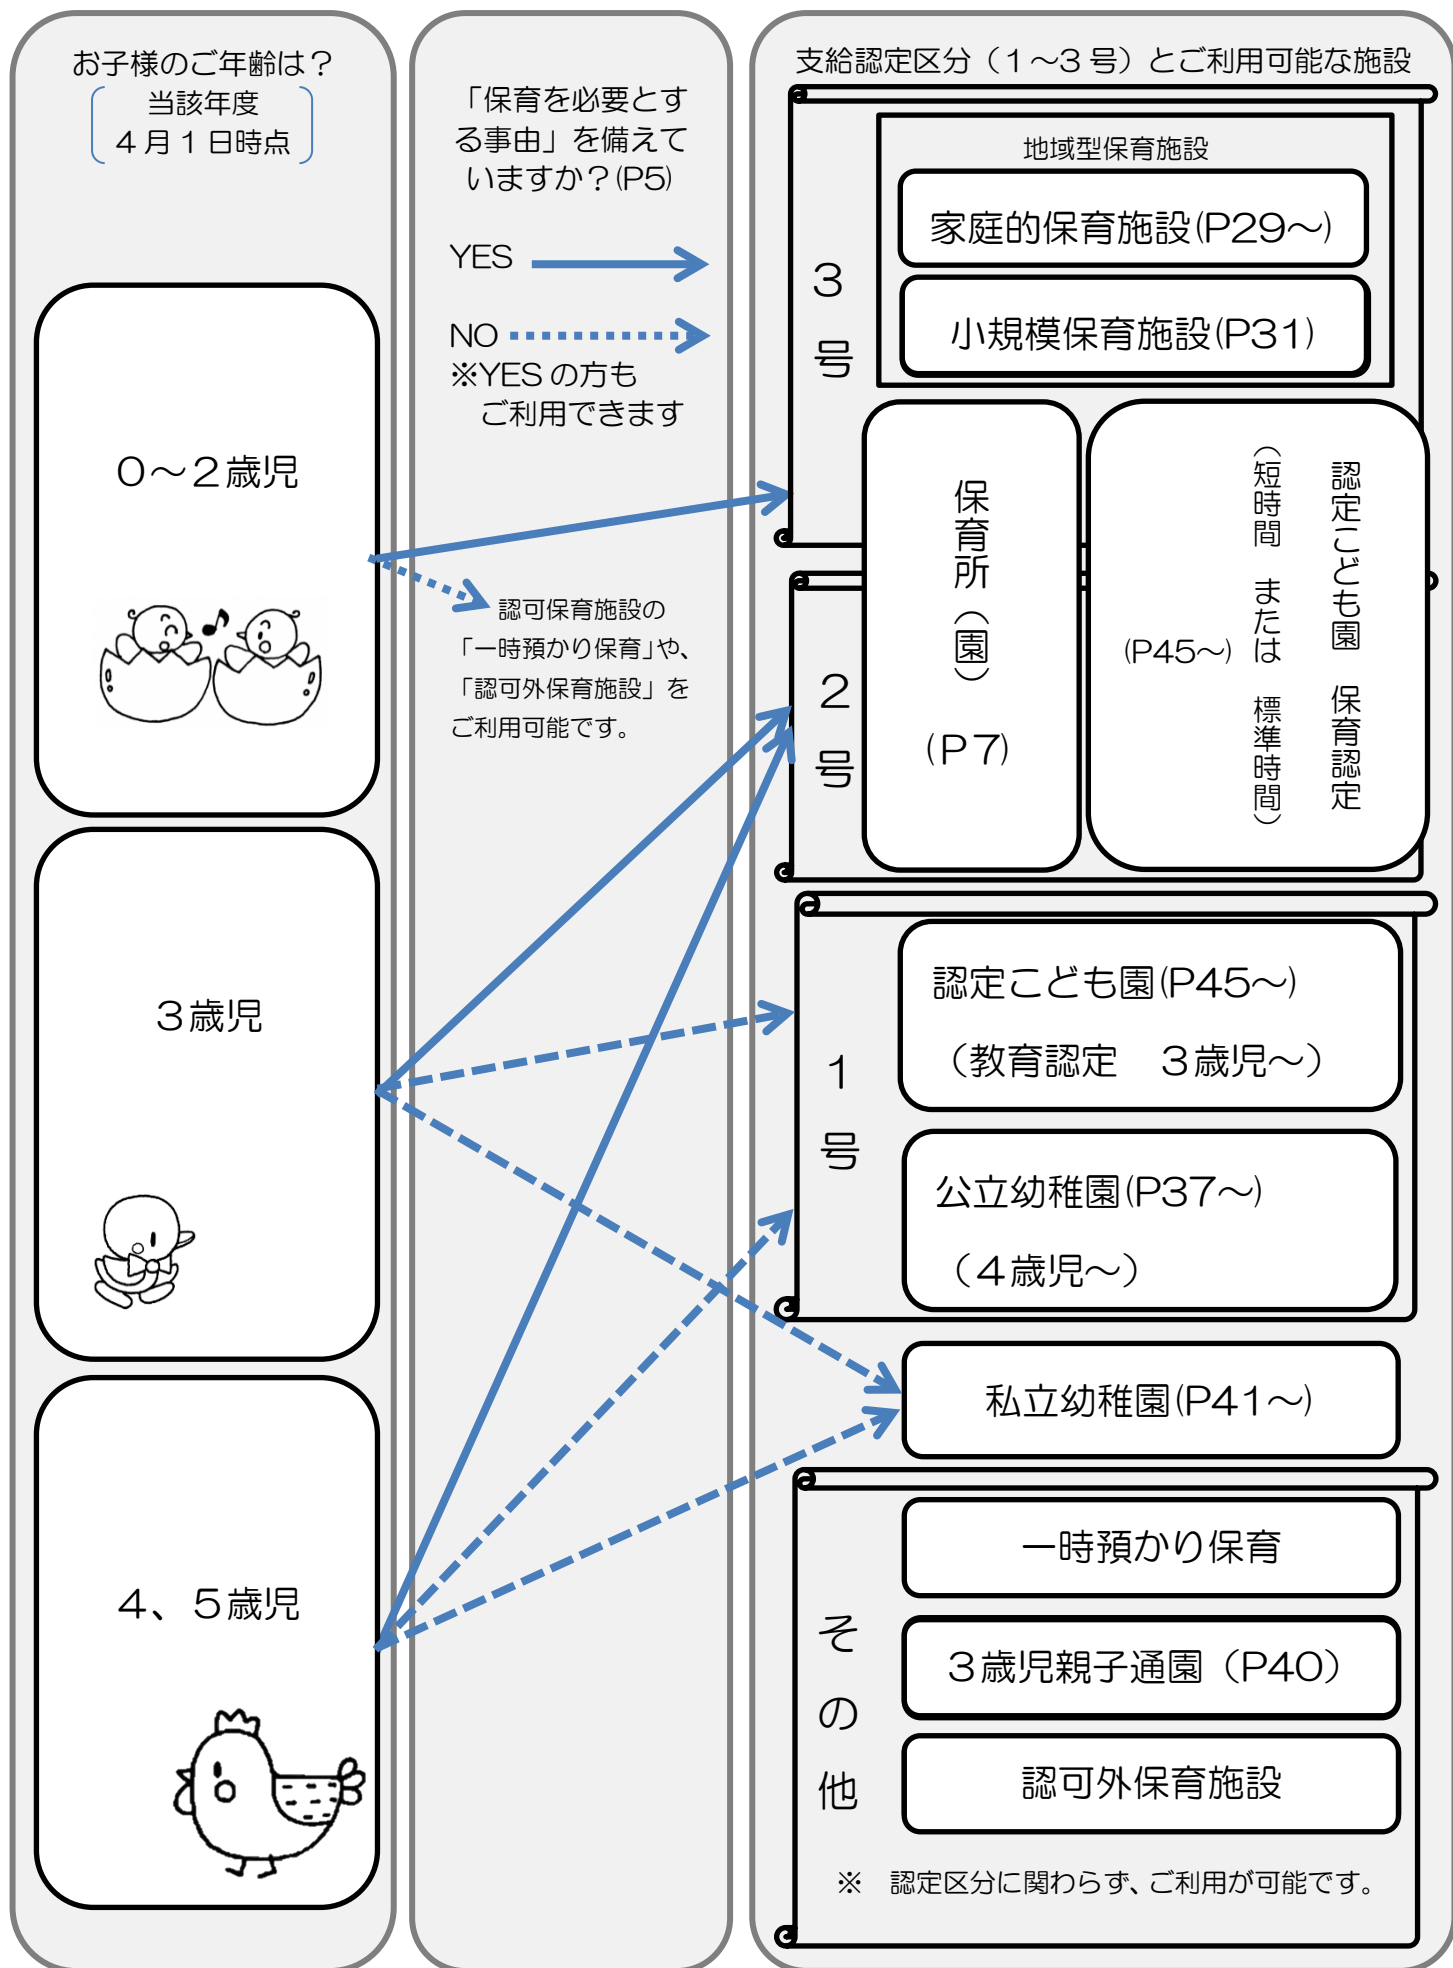 お子様のご年齢は？
当該年度
４月１日時点
０～２歳児
３歳児
４、５歳児
「保育を必要とす
る事由」を備えて
いますか？(P5)
YES
NO
※YES の方も
ご利用できます
認可保育施設の
「一時預かり保育」や、
「認可外保育施設」を
ご利用可能です。
支給認定区分（１～３号）とご利用可能な施設
３号
地域型保育施設
家庭的保育施設(P29～)
小規模保育施設(P31)
２号
保育所（園）
(P７)
認定こども園　保育認定
（短時間　または　標準時間）
(P45～)
１号
認定こども園(P45～)
（教育認定　３歳児～）
公立幼稚園(P37～)
（４歳児～）
私立幼稚園(P41～)
その他
一時預かり保育
３歳児親子通園（P40）
認可外保育施設
※　認定区分に関わらず、ご利用が可能です。